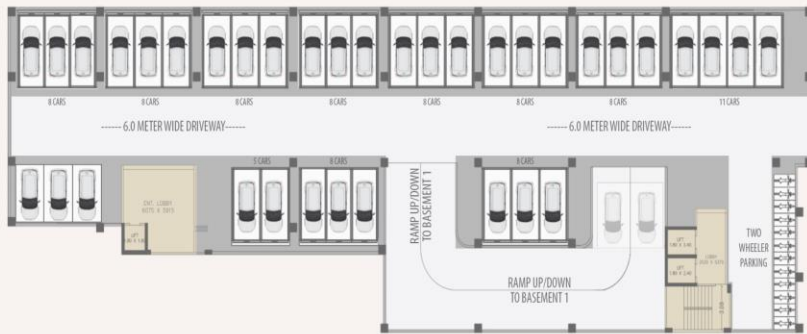 8 CARS
8 CARS
8 CARS
8 CARS
8 CARS
8 CARS
8 CARS
11 CARS
------ 6.0 METER WIDE DRIVEWAY------
------ 6.0 METER WIDE DRIVEWAY------
5 CARS
8 CARS
8 CARS
ENT. LOBBY
LIFT
RAMP UP/DOWN
TO BASEMENT 1
RAMP UP/DOWN
TO BASEMENT 1
LIFT
LIFT
LOBBY
TWO
WHEELER
PARKING